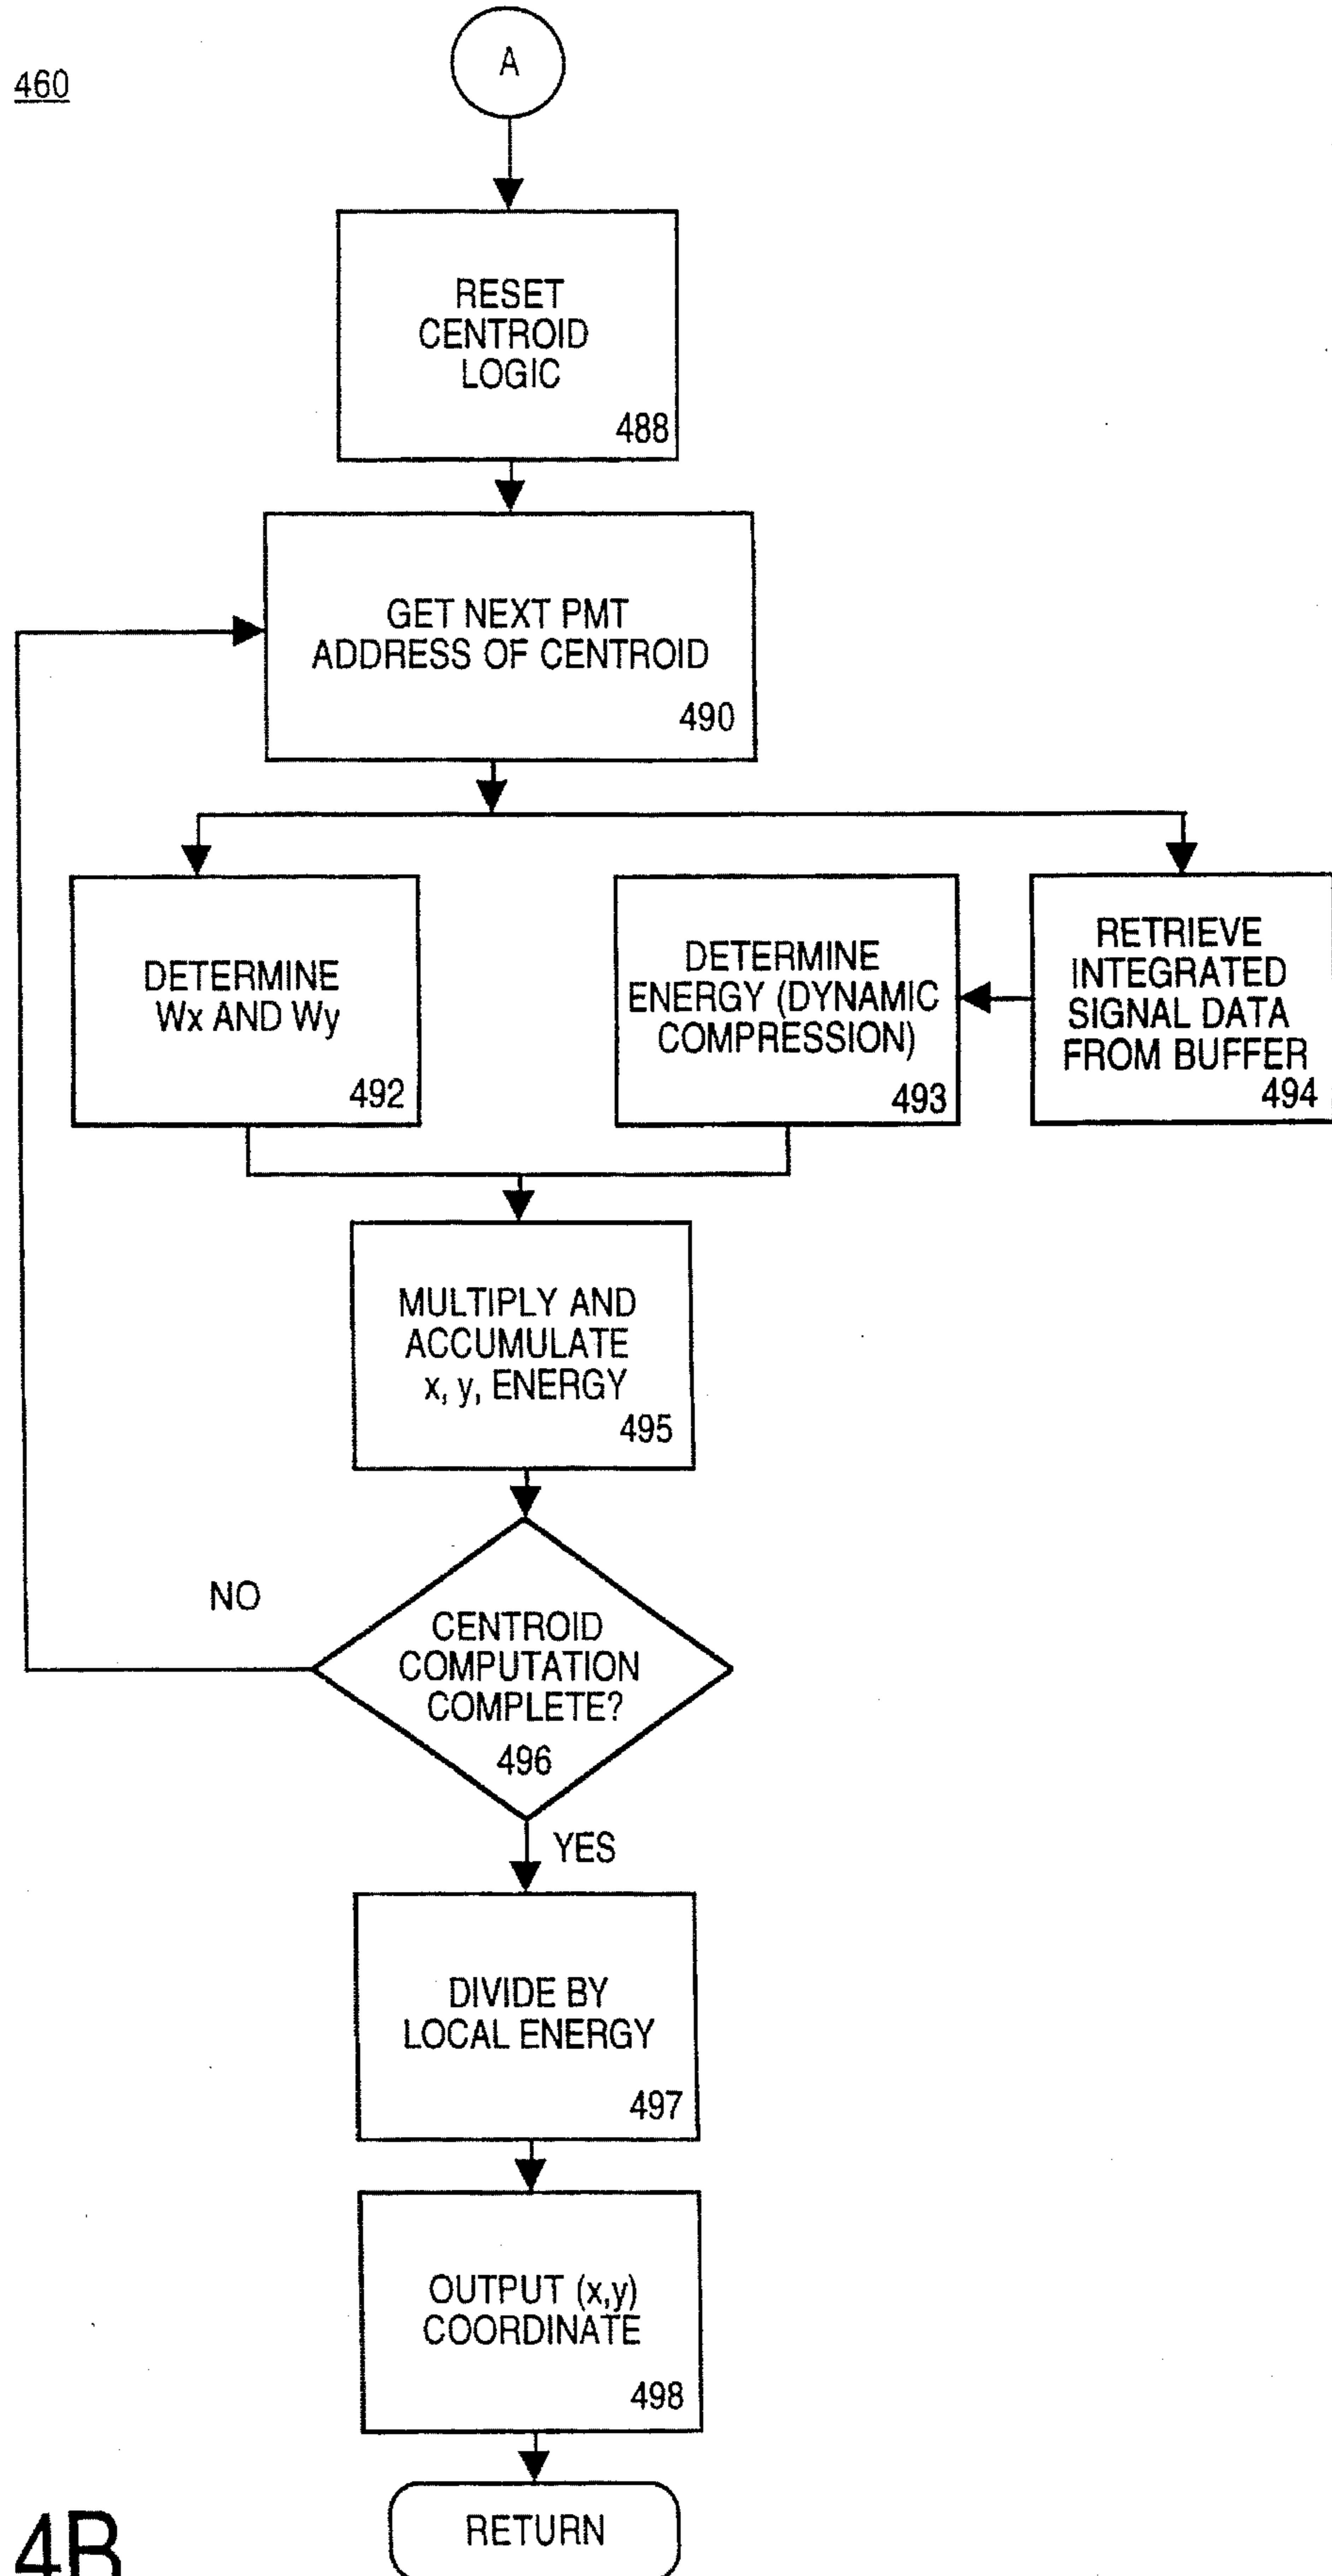 460
A
RESET
CENTROID
LOGIC
488
GET NEXT PMT
ADDRESS OF CENTROID
490
DETERMINE
Wx AND Wy
492
DETERMINE
ENERGY (DYNAMIC
COMPRESSION)
493
RETRIEVE
INTEGRATED
SIGNAL DATA
FROM BUFFER
494
MULTIPLY AND
ACCUMULATE
x, y, ENERGY
495
NO
CENTROID
COMPUTATION
COMPLETE?
496
YES
DIVIDE BY
LOCAL ENERGY
497
OUTPUT (x,y)
COORDINATE
498
RETURN
4B